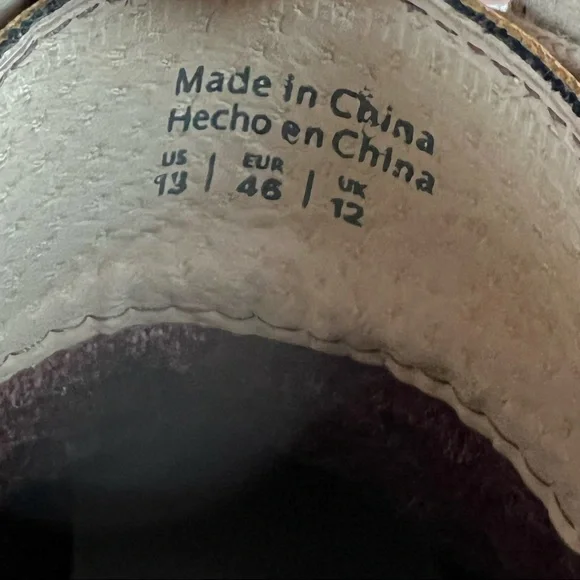 Made in China
Hecho en China
US | EUR | UK
13 | 46 | 12